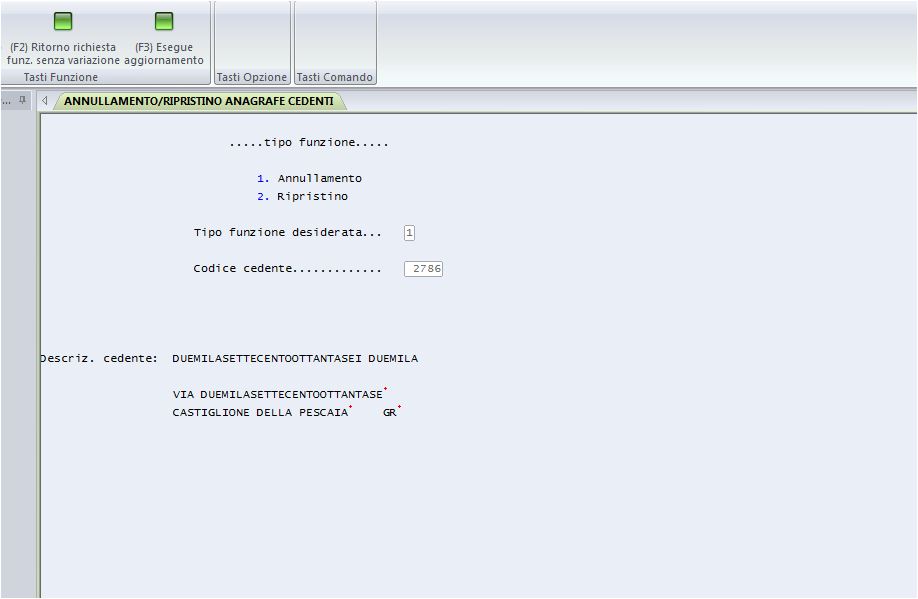 (F2) Ritorno richiesta
funz. senza variazione
(F3) Esegue
aggiornamento
Tasti Funzione
Tasti Opzione
Tasti Comando
...
ANNULLAMENTO/RIPRISTINO ANAGRAFE CEDENTI
.....tipo funzione.....
1. Annullamento
2. Ripristino
Tipo funzione desiderata... 1
Codice cedente............. 2786
Descriz. cedente: DUEMILASETTECENTOOTTANTASEI DUEMILA
VIA DUEMILASETTECENTOOTTANTASE*
CASTIGLIONE DELLA PESCAIA* GR*